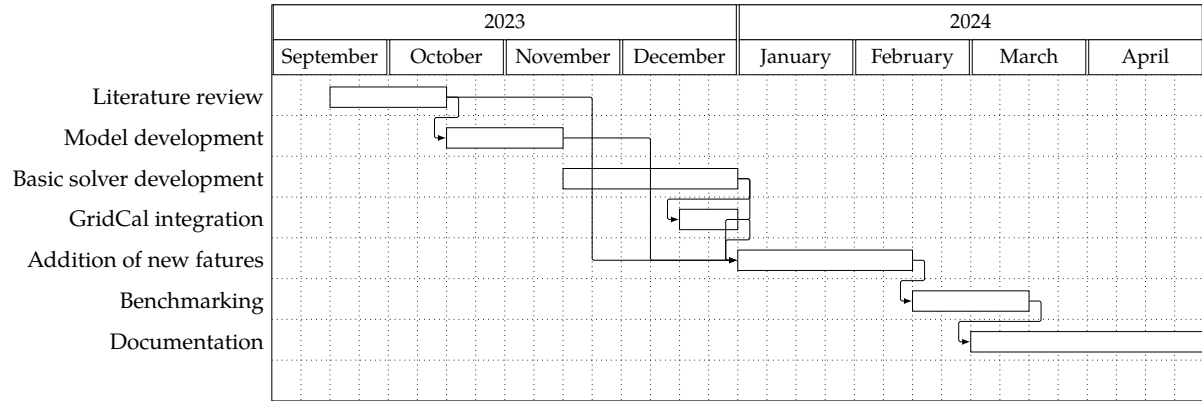 2023 2024
September October November December January February March April
Literature review
Model development
Basic solver development
GridCal integration
Addition of new fatures
Benchmarking
Documentation